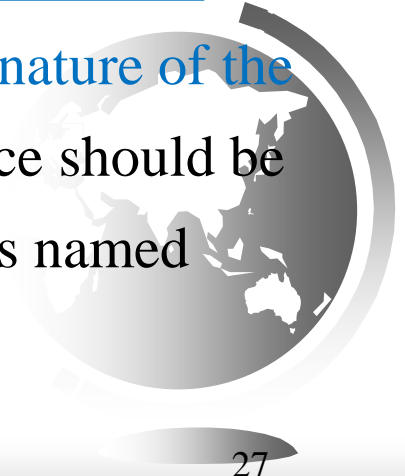 nature of the
ce should be
s named
27